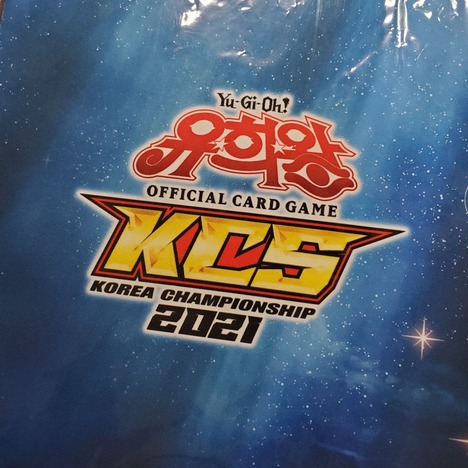 Yu-Gi-Oh!
유희왕
OFFICIAL CARD GAME
KCS
KOREA CHAMPIONSHIP
2021